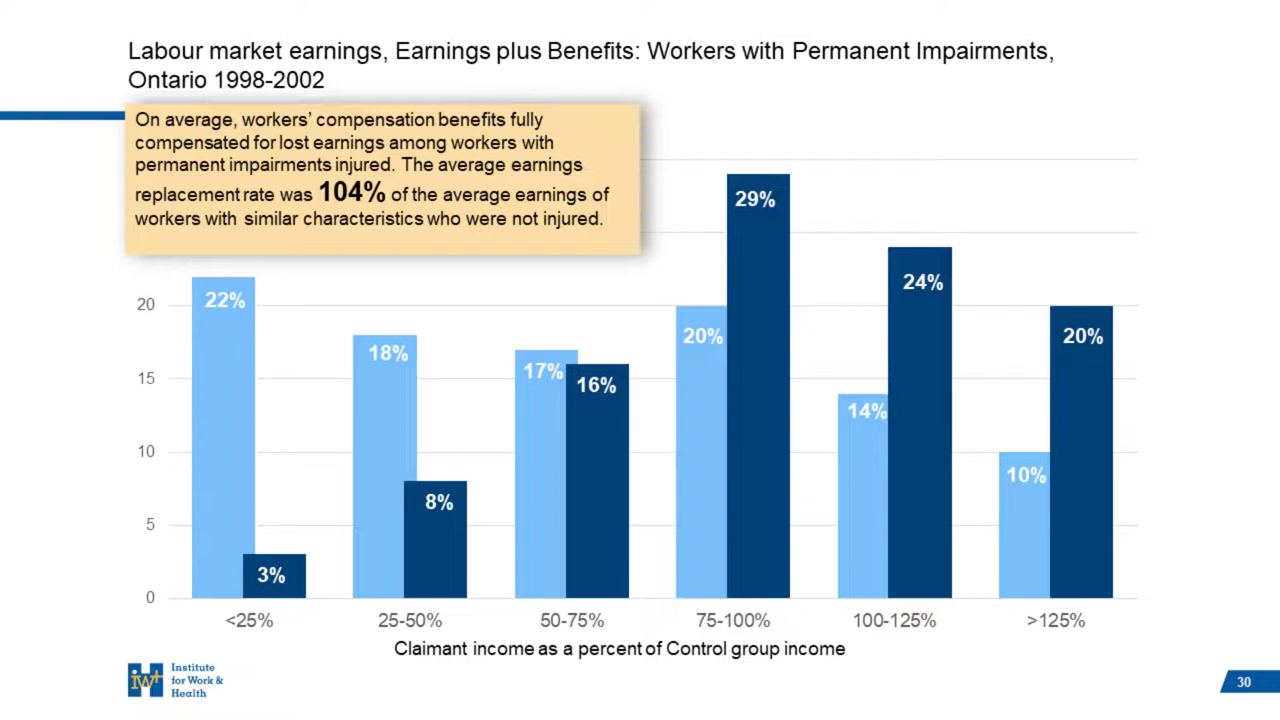 Labour market earnings, Earnings plus Benefits: Workers with Permanent Impairments,
Ontario 1998-2002
On average, workers' compensation benefits fully
compensated for lost earnings among workers with
permanent impairments injured. The average earnings
replacement rate was 104% of the average earnings of
workers with similar characteristics who were not injured.
29%
24%
22%
20
20%
20%
18%
17%
16%
15
14%
10
10%
8%
5
3%
0
<25%
25-50%
50-75%
75-100%
100-125%
>125%
Claimant income as a percent of Control group income
iw+
Institute
for Work &
Health
30